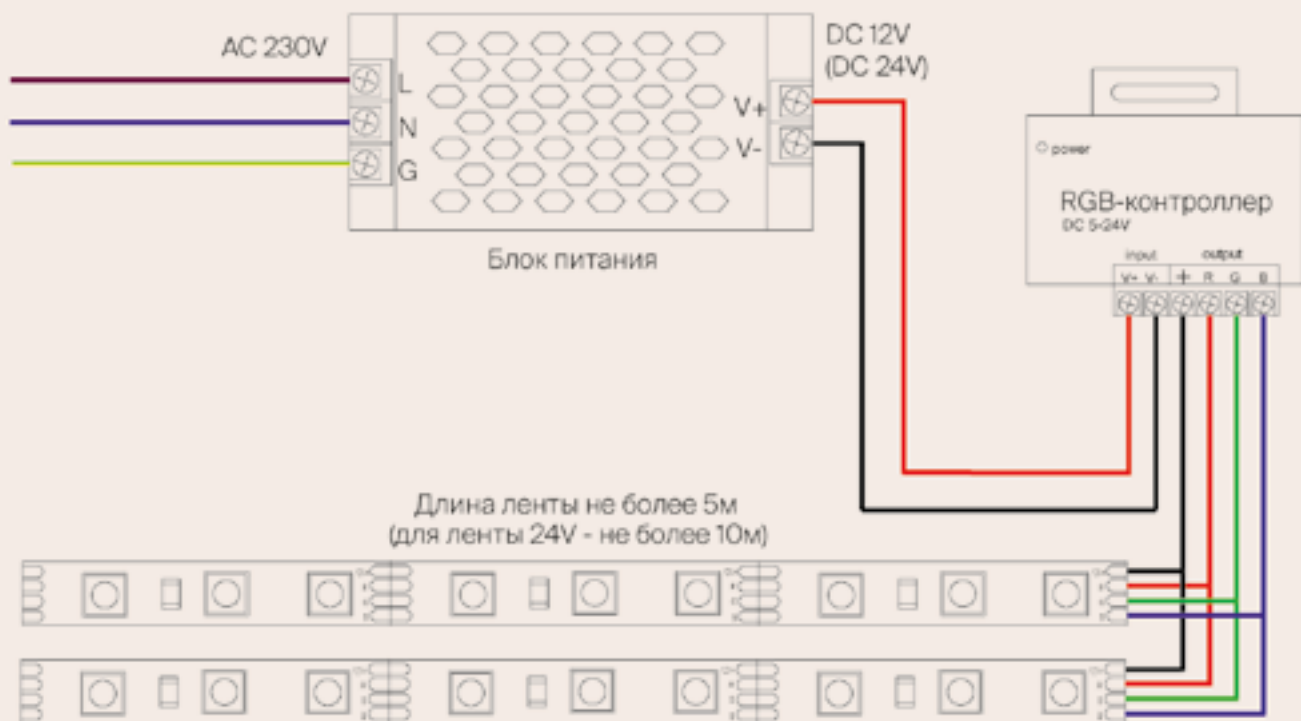 AC 230V
L
N
G
DC 12V
(DC 24V)
V+
V-
Блок питания
power
RGB-контроллер
DC 5-24V
input output
V+ V- + R G B
Длина ленты не более 5м
(для ленты 24V - не более 10м)